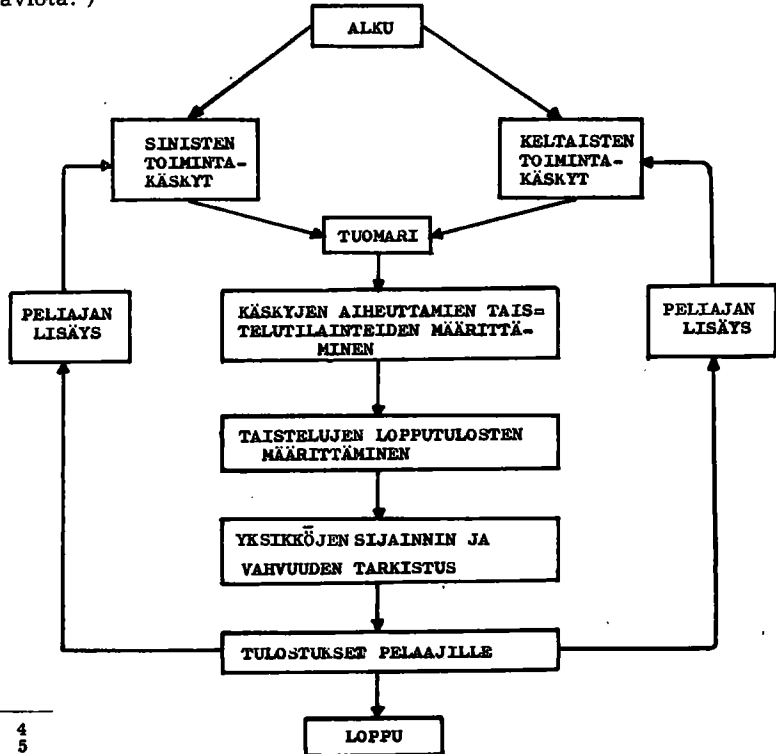 aviota.)
ALKU
SINISTEN
TOIMINTA-
KÄSKYT
KELTAISTEN
TOIMINTA-
KÄSKYT
TUOMARI
PELIAJAN
LISÄYS
KÄSKYJEN AIHEUTTAMIEN TAIS=
TELUTILAINTEIDEN MÄÄRITTÄ-
MINEN
PELIAJAN
LISÄYS
TAISTELUJEN LOPPUTULOSTEN
MÄÄRITTÄMINEN
YKSIKKÖJEN SIJAINNIN JA
VAHVUUDEN TARKISTUS
TULOSTUKSET PELAAJILLE
LOPPU
4
5